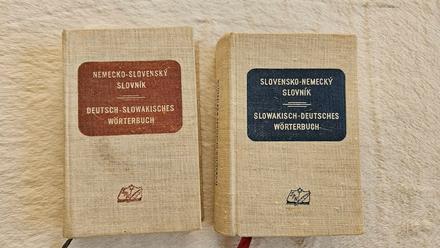 NEMECKO-SLOVENSKÝ
SLOVNÍK
DEUTSCH-SLOWAKISCHES
WÖRTERBUCH
SLOVENSKO-NEMECKÝ
SLOVNÍK
SLOWAKISCH-DEUTSCHES
WÖRTERBUCH